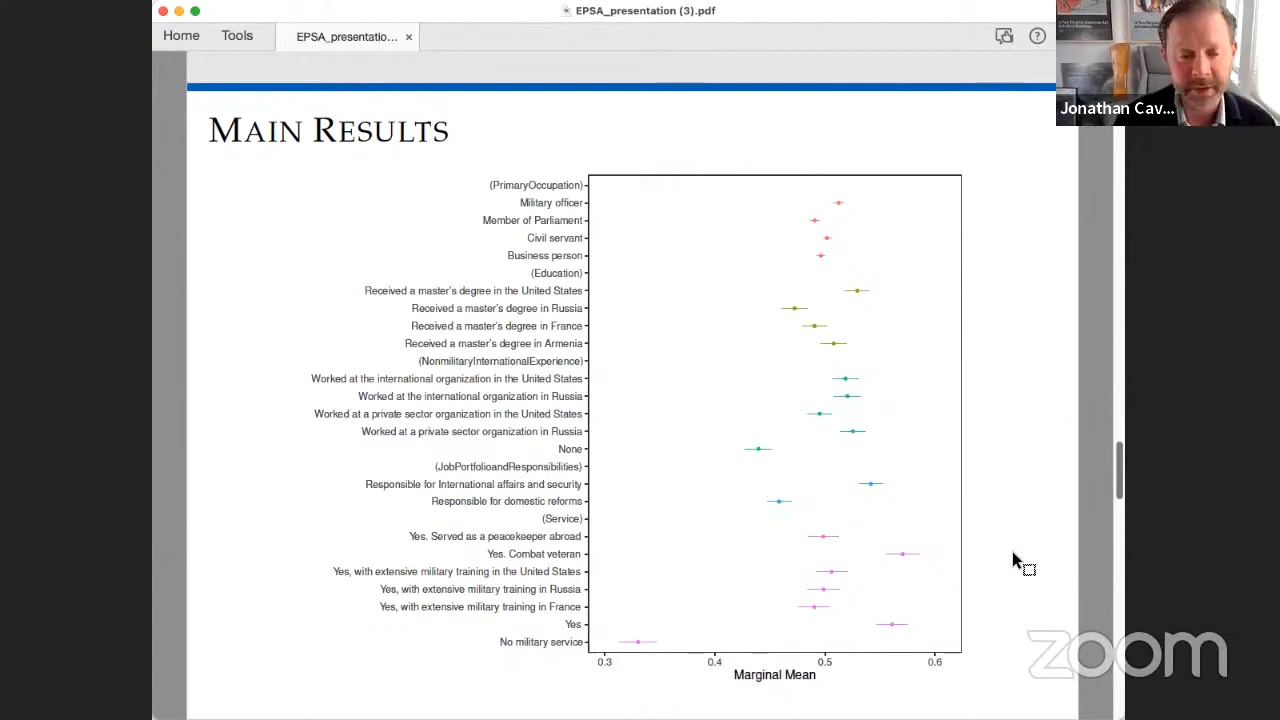 EPSA_presentation (3).pdf
Home
Tools
EPSA_presentatio... ×
Jonathan Cav...
MAIN RESULTS
(PrimaryOccupation)
Military officer
Member of Parliament
Civil servant
Business person
(Education)
Received a master's degree in the United States
Received a master's degree in Russia
Received a master's degree in France
Received a master's degree in Armenia
(NonmilitaryInternationalExperience)
Worked at the international organization in the United States
Worked at the international organization in Russia
Worked at a private sector organization in the United States
Worked at a private sector organization in Russia
None
(JobPortfolioandResponsibilities)
Responsible for International affairs and security
Responsible for domestic reforms
(Service)
Yes. Served as a peacekeeper abroad
Yes. Combat veteran
Yes, with extensive military training in the United States
Yes, with extensive military training in Russia
Yes, with extensive military training in France
Yes
No military service
0.3 0.4 0.5 0.6
Marginal Mean
zoom